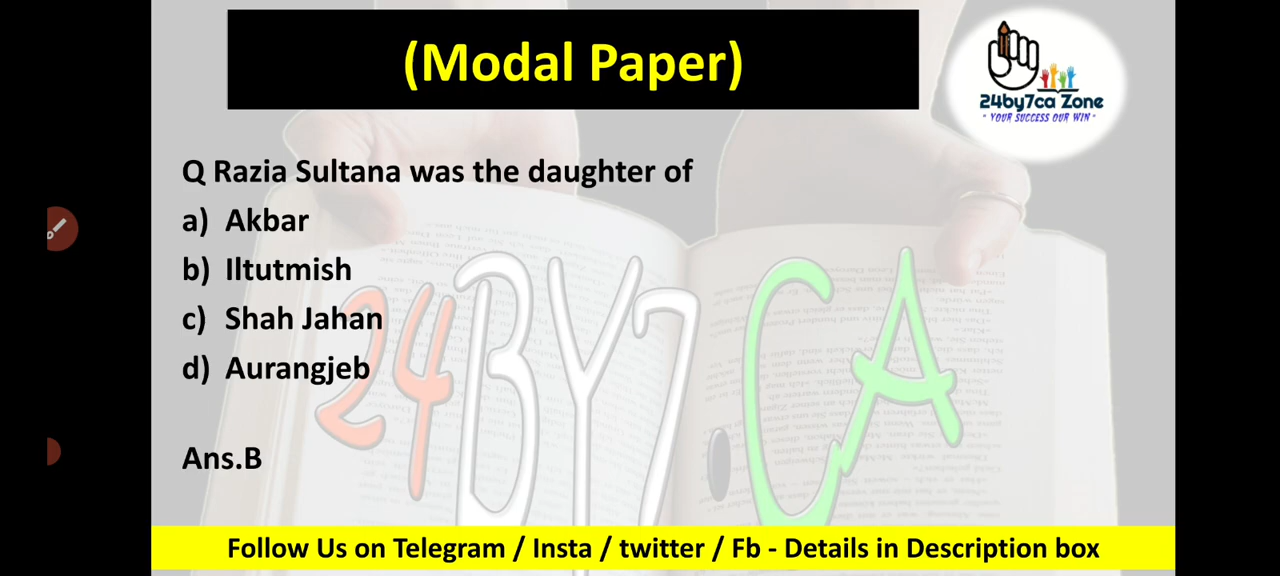 (Modal Paper)
24by7ca Zone
" YOUR SUCCESS OUR WIN "
Q Razia Sultana was the daughter of
a) Akbar
b) Iltutmish
c) Shah Jahan
d) Aurangjeb
24BY7.CA
Ans.B
Follow Us on Telegram / Insta / twitter / Fb - Details in Description box